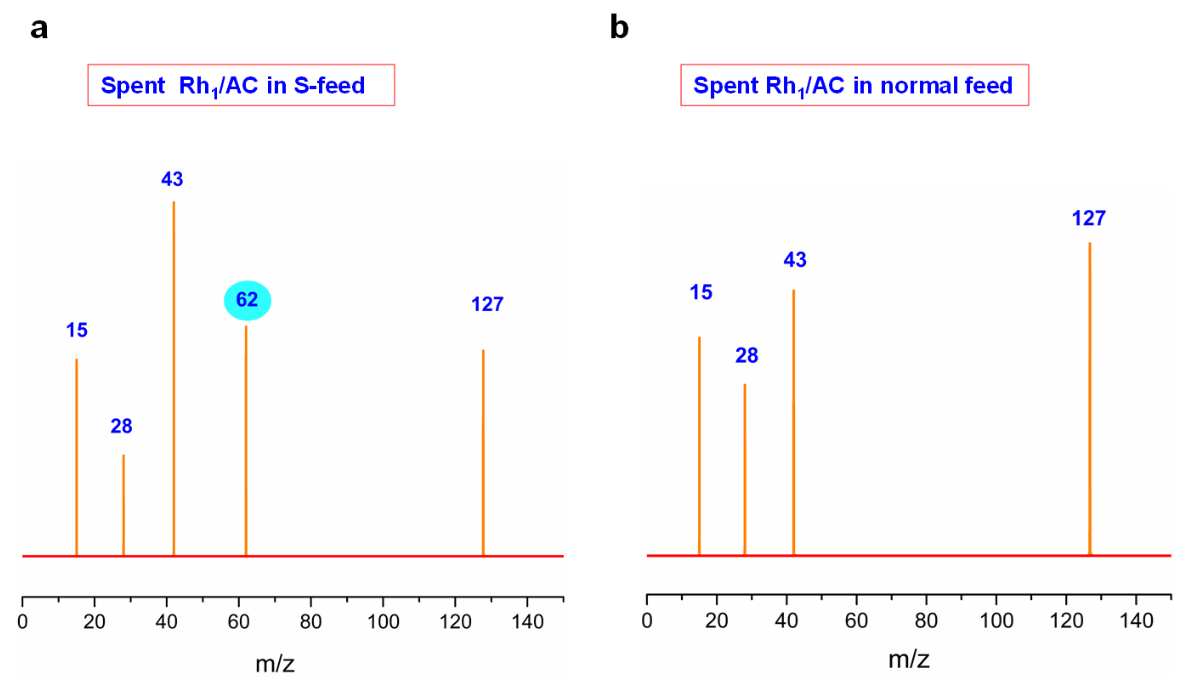 a
Spent Rh₁/AC in S-feed
43
62
127
15
28
0 20 40 60 80 100 120 140
m/z
b
Spent Rh₁/AC in normal feed
127
43
15
28
0 20 40 60 80 100 120 140
m/z